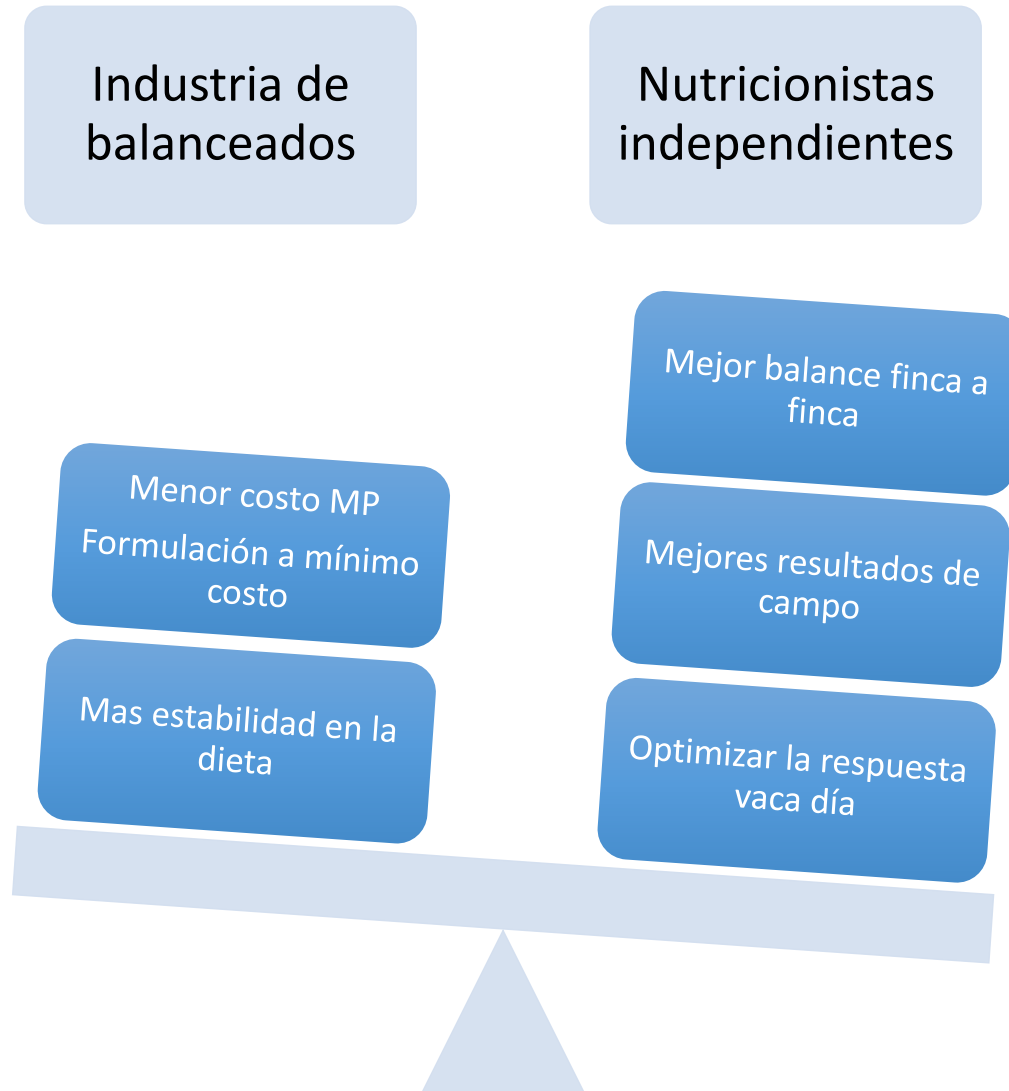 Industria de
balanceados
Nutricionistas
independientes
Menor costo MP
Formulación a mínimo
costo
Mas estabilidad en la
dieta
Mejor balance finca a
finca
Mejores resultados de
campo
Optimizar la respuesta
vaca día